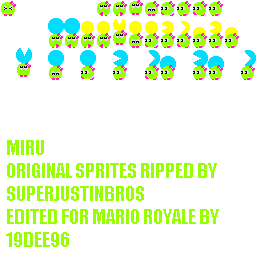 MIRU
ORIGINAL SPRITES RIPPED BY
SUPERJUSTINBROS
EDITED FOR MARIO ROYALE BY
19DEE96